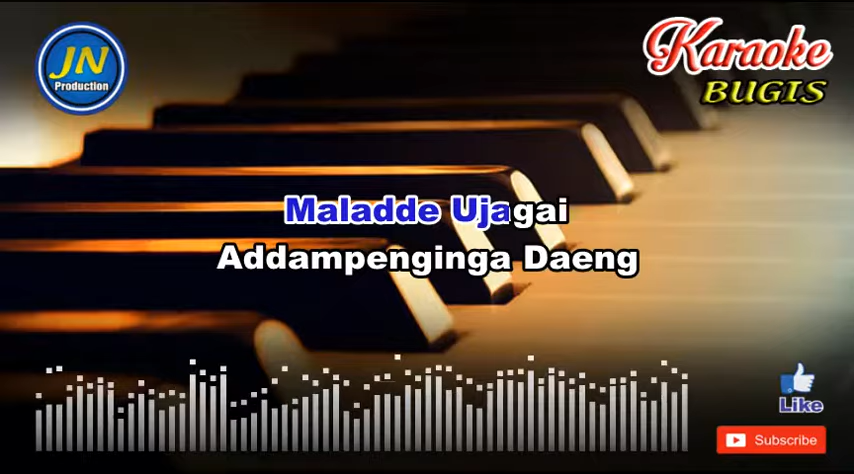 JN
Production
Karaoke
BUGIS
Maladde Ujagai
Addampenginga Daeng
Like
Subscribe